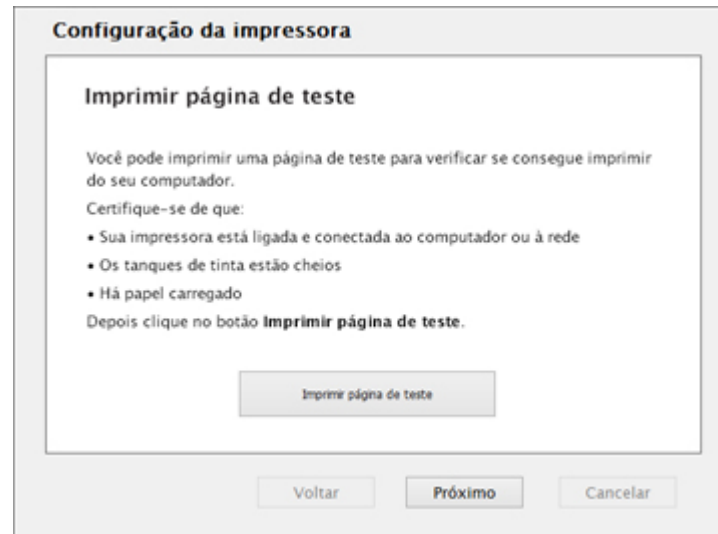 Configuração da impressora
Imprimir página de teste
Você pode imprimir uma página de teste para verificar se consegue imprimir
do seu computador.
Certifique-se de que:
• Sua impressora está ligada e conectada ao computador ou à rede
• Os tanques de tinta estão cheios
• Há papel carregado
Depois clique no botão Imprimir página de teste.
Imprimir página de teste
Voltar Próximo Cancelar